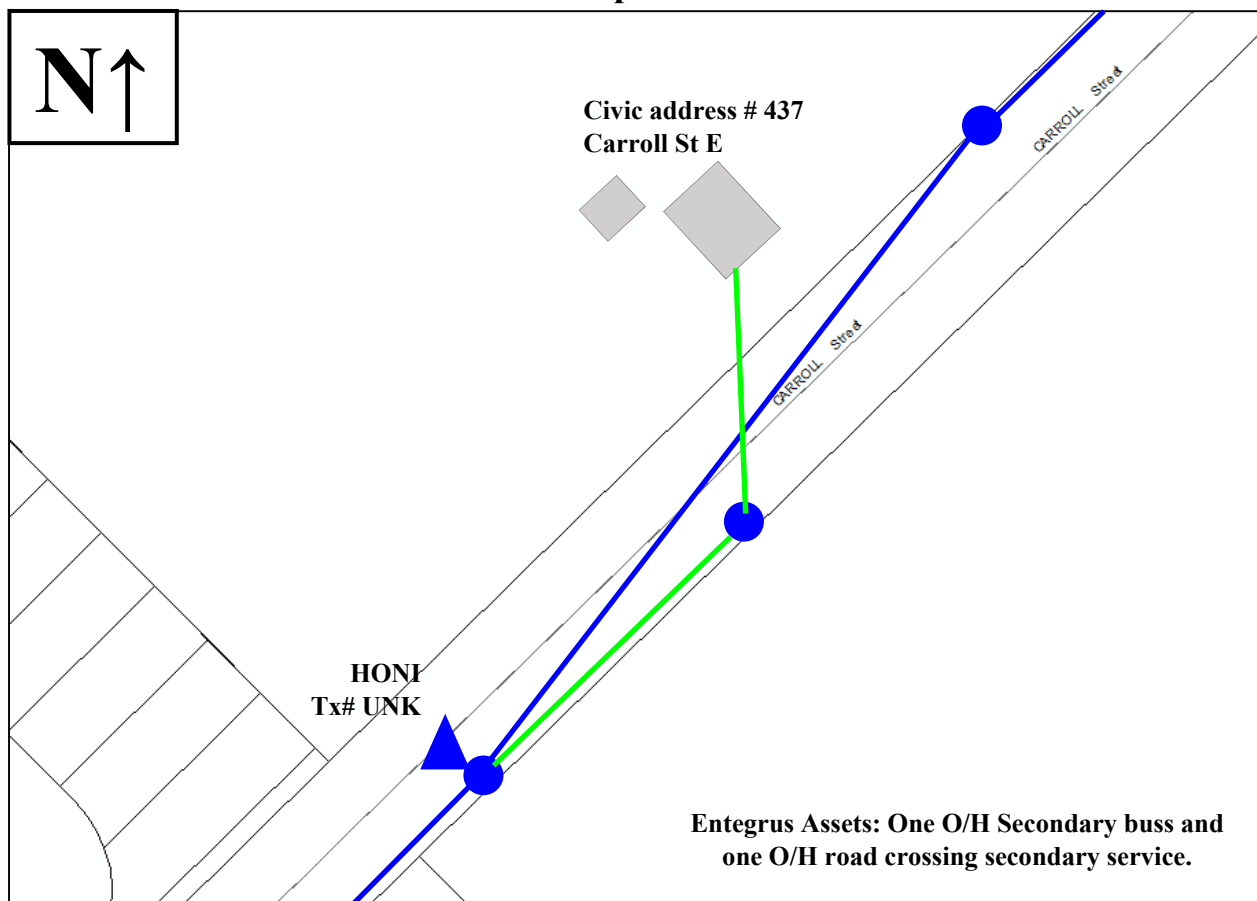 N↑
Civic address # 437
Carroll St E
CARROLL Street
CARROLL Street
HONI
Tx# UNK
Entegrus Assets: One O/H Secondary buss and
one O/H road crossing secondary service.